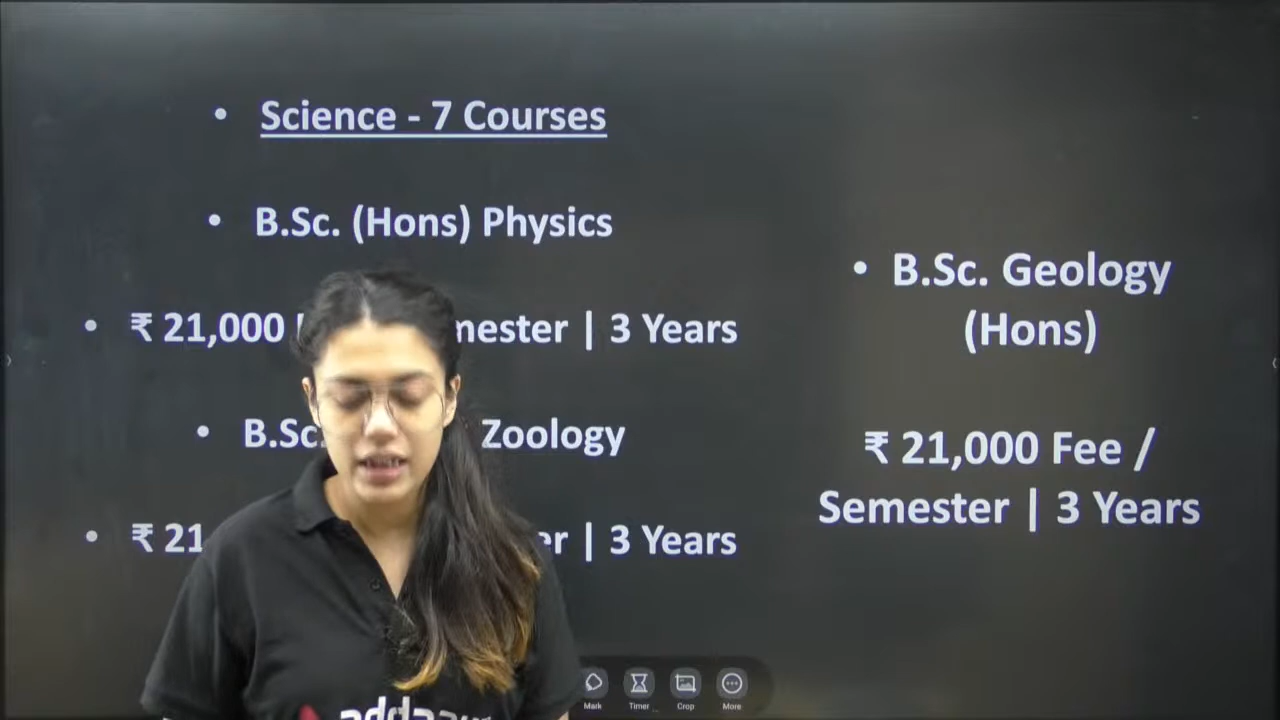 • Science - 7 Courses
• B.Sc. (Hons) Physics
• ₹ 21,000 mester | 3 Years
• B.Sc. Zoology
• ₹ 21 er | 3 Years
• B.Sc. Geology
(Hons)
₹ 21,000 Fee /
Semester | 3 Years
Mark
Timer
Crop
More